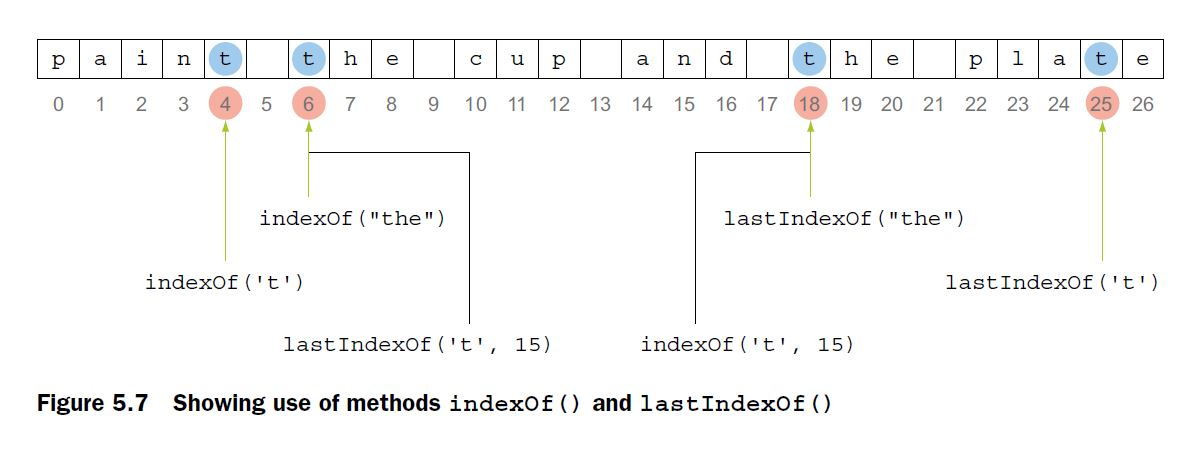 p a i n t   t h e   c u p   a n d   t h e   p l a t e
0 1 2 3 4 5 6 7 8 9 10 11 12 13 14 15 16 17 18 19 20 21 22 23 24 25 26
indexOf("the") lastIndexOf("the")
indexOf('t') lastIndexOf('t')
lastIndexOf('t', 15) indexOf('t', 15)
Figure 5.7 Showing use of methods indexOf() and lastIndexOf()